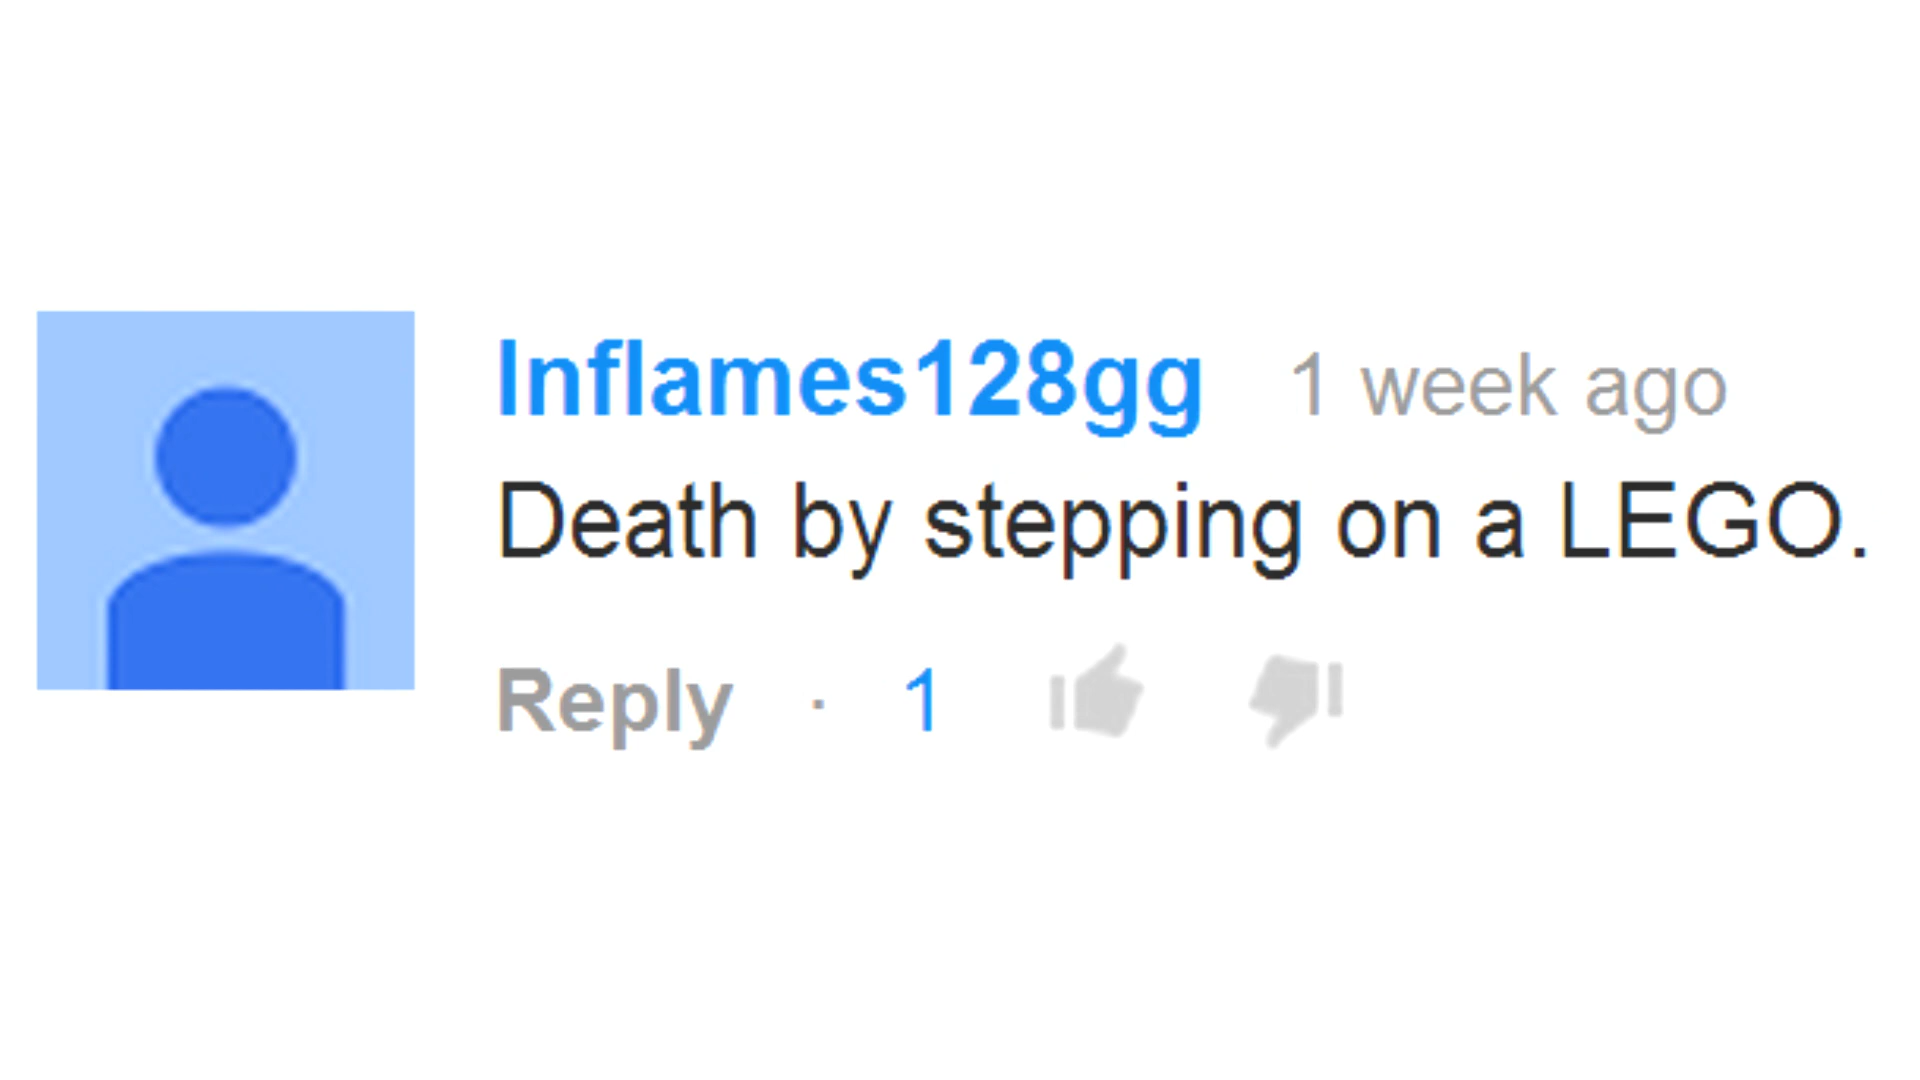 Inflames128gg 1 week ago
Death by stepping on a LEGO.
Reply · 1